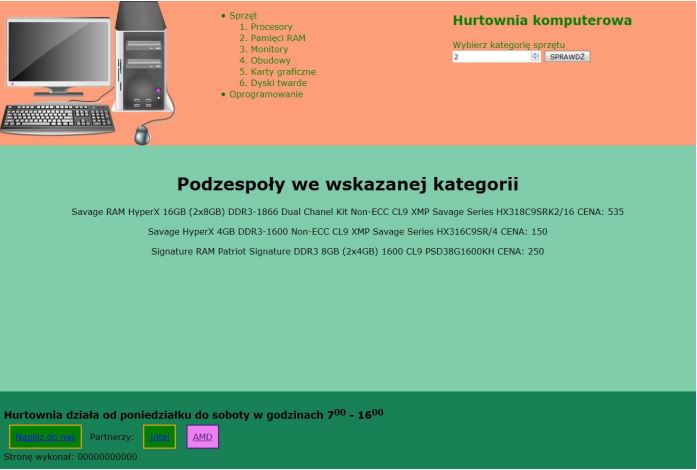 • Sprzęt
1. Procesory
2. Pamięci RAM
3. Monitory
4. Obudowy
5. Karty graficzne
6. Dyski twarde
• Oprogramowanie
Hurtownia komputerowa
Wybierz kategorię sprzętu
2 SPRAWDŹ
Podzespoły we wskazanej kategorii
Savage RAM HyperX 16GB (2x8GB) DDR3-1866 Dual Chanel Kit Non-ECC CL9 XMP Savage Series HX318C9SRK2/16 CENA: 535
Savage HyperX 4GB DDR3-1600 Non-ECC CL9 XMP Savage Series HX316C9SR/4 CENA: 150
Signature RAM Patriot Signature DDR3 8GB (2x4GB) 1600 CL9 PSD38G1600KH CENA: 250
Hurtownia działa od poniedziałku do soboty w godzinach 7⁰⁰ - 16⁰⁰
Napisz do nas Partnerzy: Intel AMD
Stronę wykonał: 00000000000